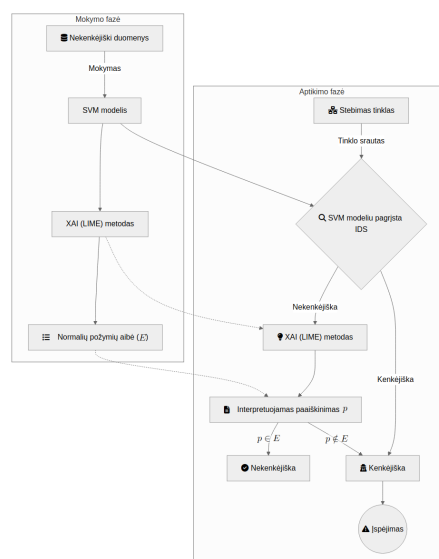 Mokymo fazė
Nekenkėjiški duomenys
Mokymas
SVM modelis
XAI (LIME) metodas
Normalių požymių aibė (E)
Aptikimo fazė
Stebimas tinklas
Tinklo srautas
SVM modeliu pagrįsta
IDS
Nekenkėjiška
XAI (LIME) metodas
Kenkėjiška
Interpretuojamas paaiškinimas p
p ∈ E
p ∉ E
Nekenkėjiška
Kenkėjiška
Įspėjimas